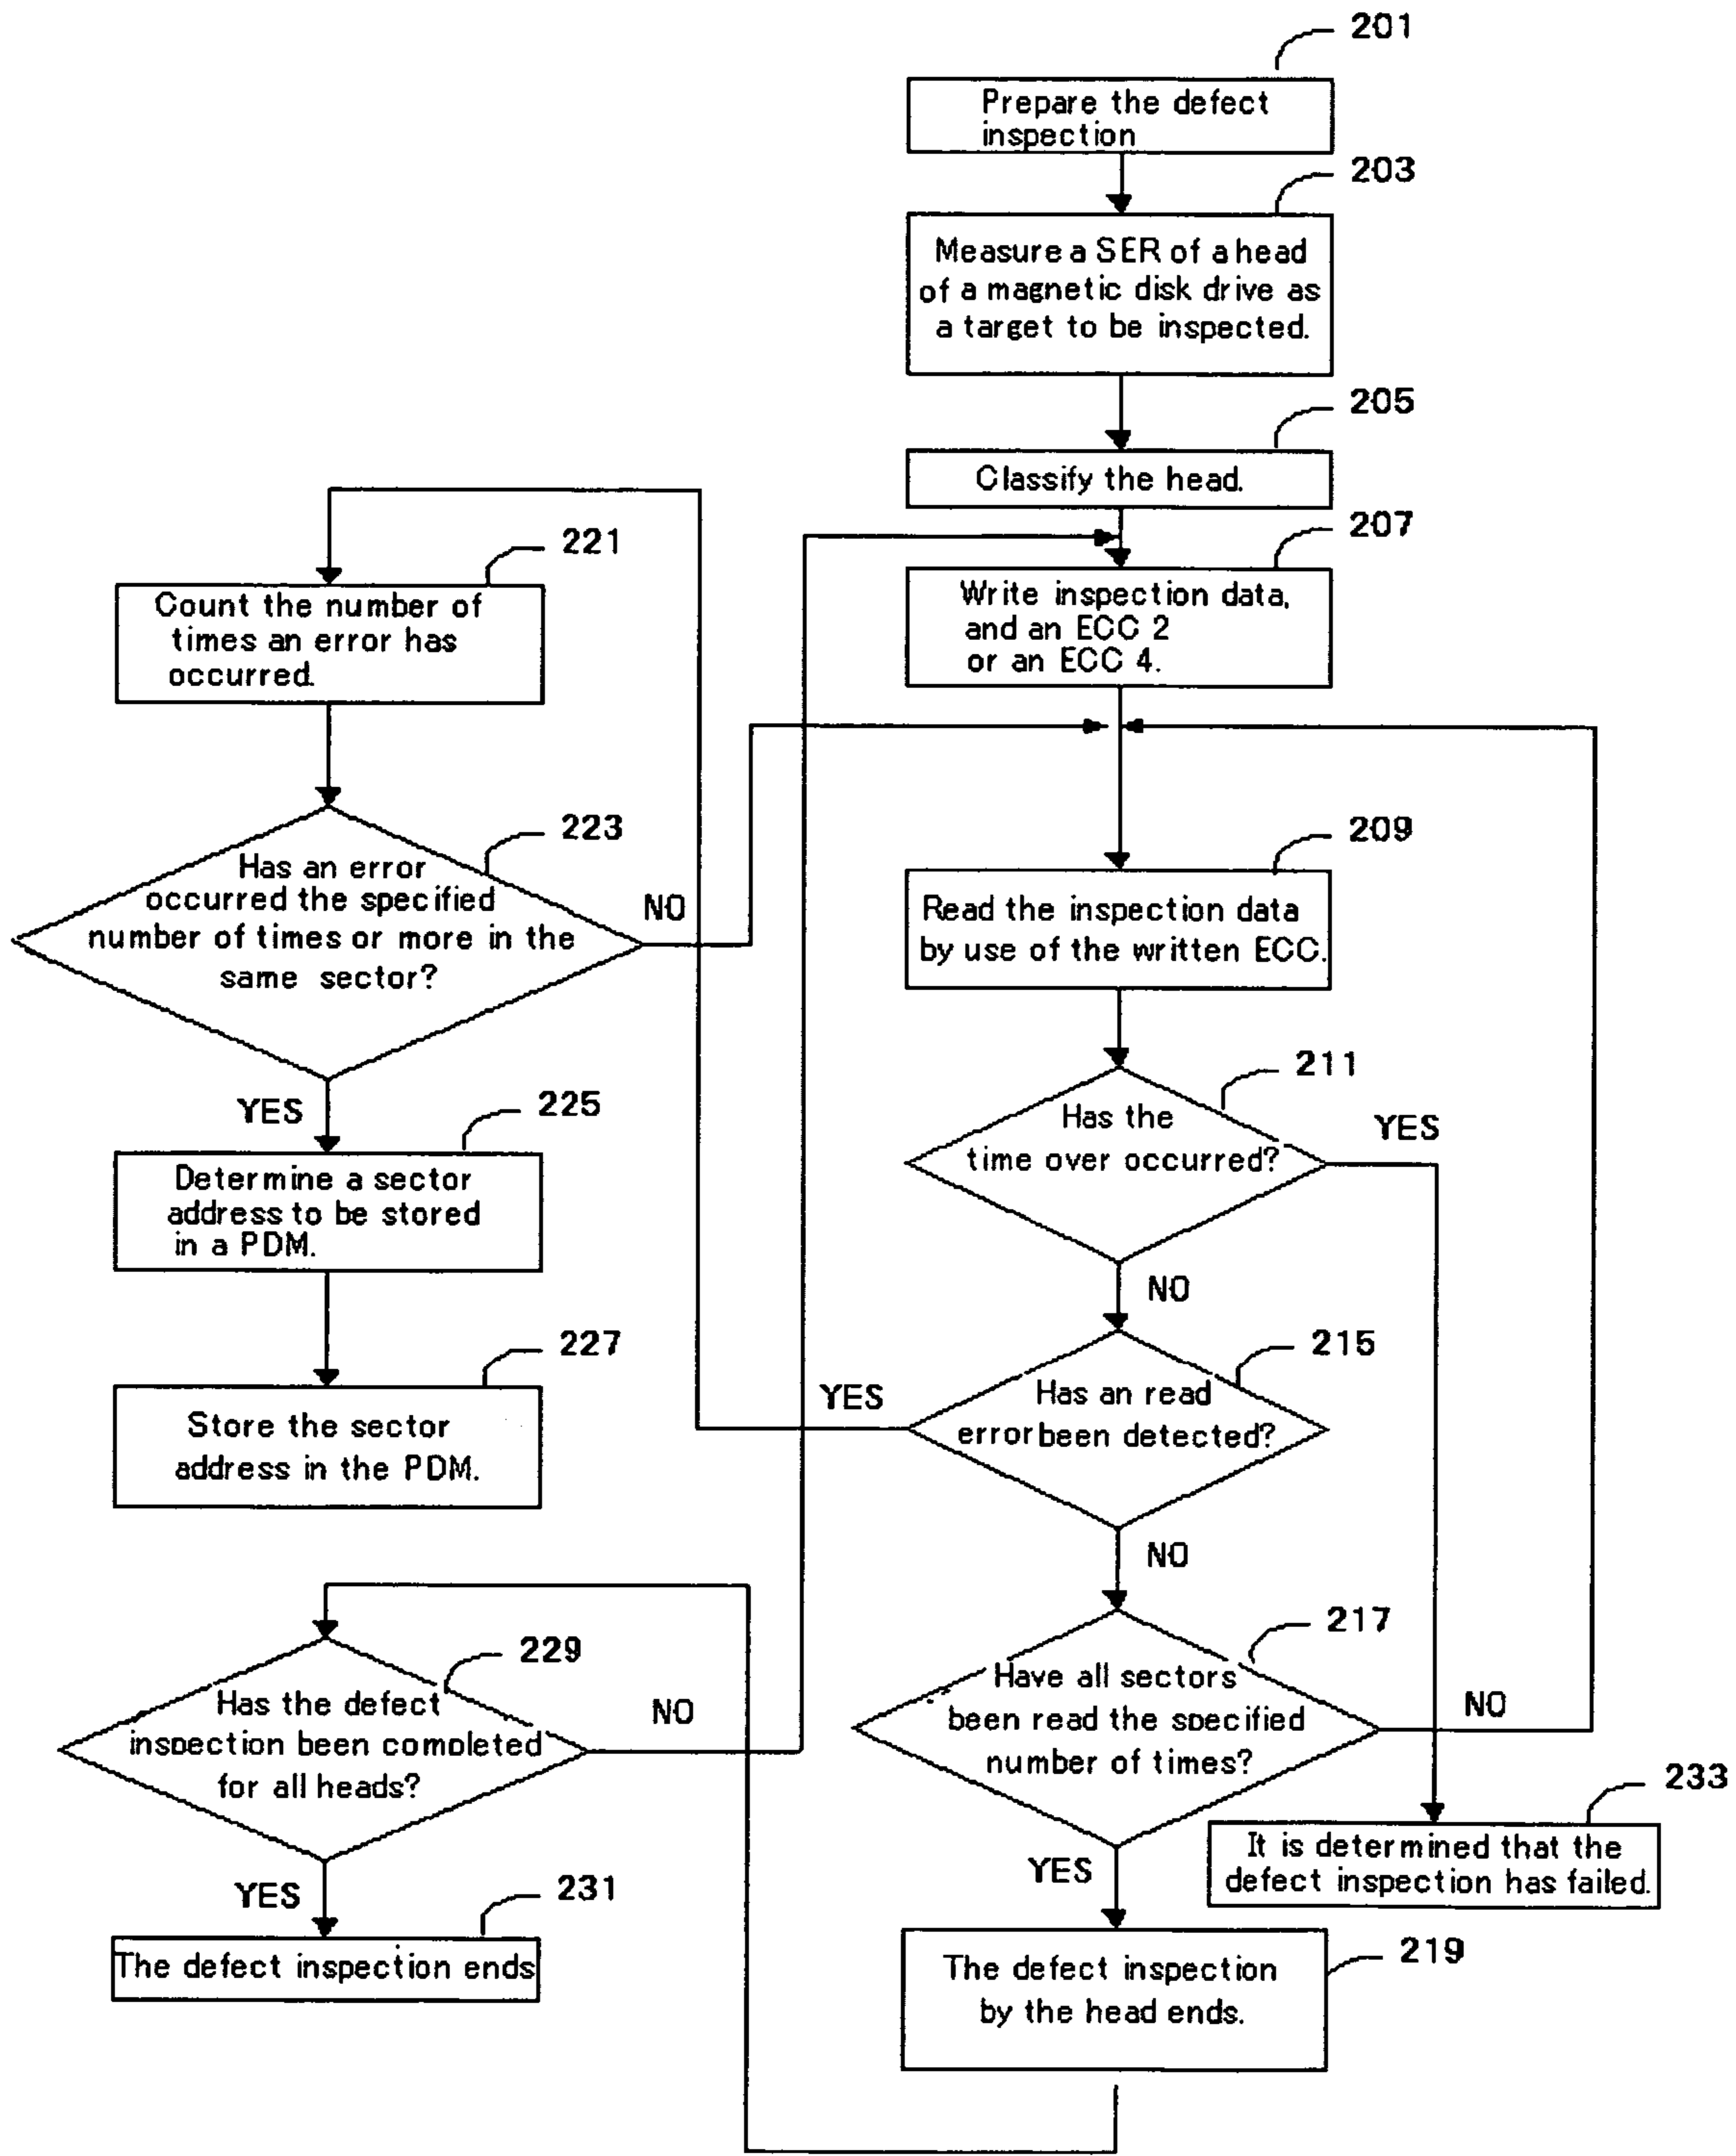 201
Prepare the defect
inspection
203
Measure a SER of a head
of a magnetic disk drive as
a target to be inspected.
205
Classify the head.
207
Write inspection data,
and an ECC 2
or an ECC 4.
221
Count the number of
times an error has
occurred.
223
Has an error
occurred the specified
number of times or more in the
same sector?
NO
YES
209
Read the inspection data
by use of the written ECC.
211
Has the
time over occurred?
YES
NO
225
Determine a sector
address to be stored
in a PDM.
227
Store the sector
address in the PDM.
215
Has an read
error been detected?
YES
NO
217
Have all sectors
been read the specified
number of times?
NO
YES
229
Has the defect
inspection been completed
for all heads?
NO
YES
233
It is determined that the
defect inspection has failed.
231
The defect inspection ends
219
The defect inspection
by the head ends.